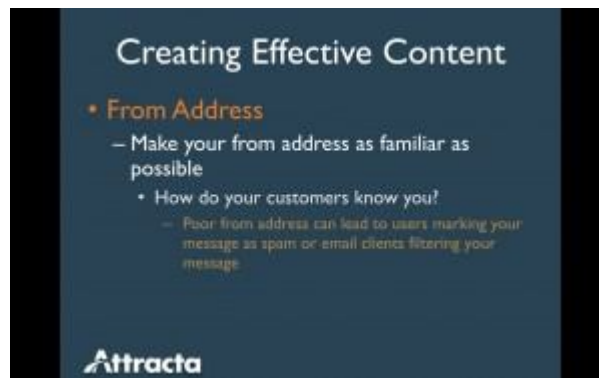 Creating Effective Content
• From Address
– Make your from address as familiar as
possible
• How do your customers know you?
– Poor from address can lead to users marking your
message as spam or email clients filtering your
message
Attracta